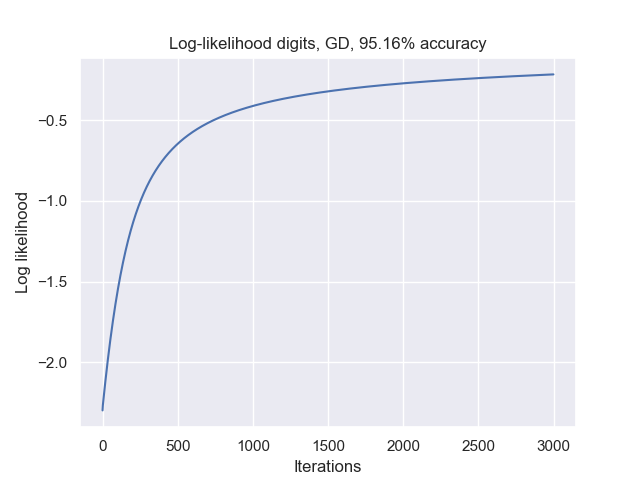 Log-likelihood digits, GD, 95.16% accuracy
Log likelihood
−0.5
−1.0
−1.5
−2.0
0 500 1000 1500 2000 2500 3000
Iterations